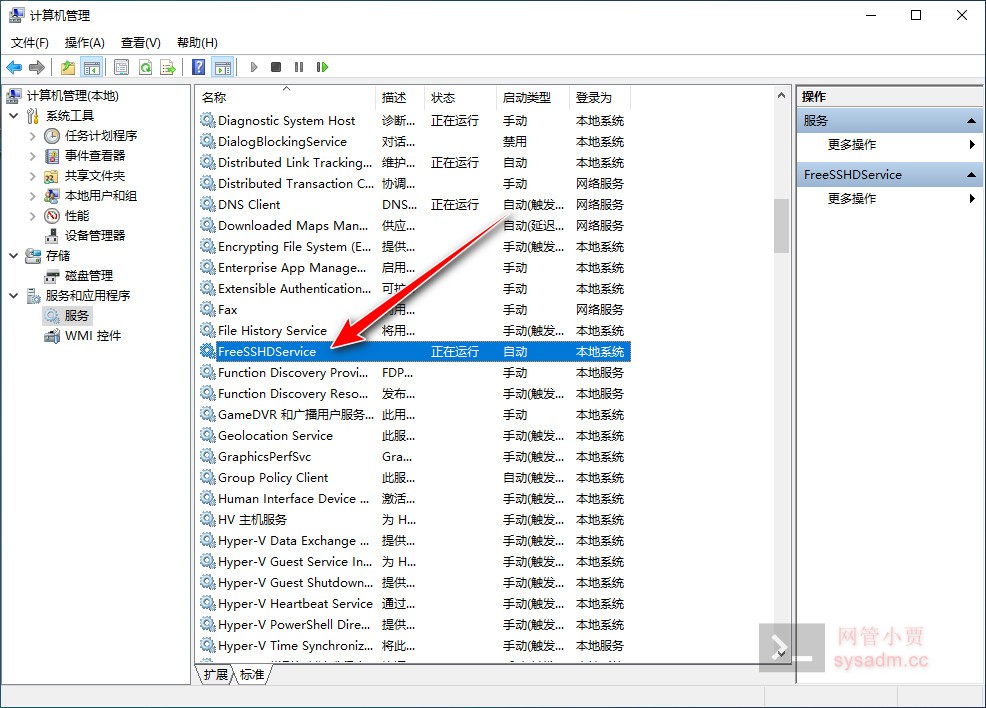 计算机管理
文件(F) 操作(A) 查看(V) 帮助(H)
计算机管理(本地)
系统工具
任务计划程序
事件查看器
共享文件夹
本地用户和组
性能
设备管理器
存储
磁盘管理
服务和应用程序
服务
WMI 控件
名称 描述 状态 启动类型 登录为
Diagnostic System Host 诊断... 正在运行 手动 本地系统
DialogBlockingService 对话... 禁用 本地系统
Distributed Link Tracking... 维护... 正在运行 自动 本地系统
Distributed Transaction C... 协调... 手动 网络服务
DNS Client DNS... 正在运行 自动(触发... 网络服务
Downloaded Maps Man... 供应... 自动(延迟... 网络服务
Encrypting File System (E... 提供... 手动(触发... 本地系统
Enterprise App Manage... 启用... 手动 本地系统
Extensible Authentication... 可扩... 手动 本地系统
Fax 手动 网络服务
File History Service 将用... 手动(触发... 本地系统
FreeSSHDService 正在运行 自动 本地系统
Function Discovery Provi... FDP... 手动 本地服务
Function Discovery Reso... 发布... 手动(触发... 本地服务
GameDVR 和广播用户服务... 此用... 手动 本地系统
Geolocation Service 此服... 手动(触发... 本地系统
GraphicsPerfSvc Gra... 手动(触发... 本地系统
Group Policy Client 此服... 自动(触发... 本地系统
Human Interface Device ... 激活... 手动(触发... 本地系统
HV 主机服务 为 H... 手动(触发... 本地系统
Hyper-V Data Exchange ... 提供... 手动(触发... 本地系统
Hyper-V Guest Service In... 为 H... 手动(触发... 本地系统
Hyper-V Guest Shutdown... 提供... 手动(触发... 本地系统
Hyper-V Heartbeat Service 通过... 手动(触发... 本地系统
Hyper-V PowerShell Dire... 提供... 手动(触发... 本地系统
Hyper-V Time Synchroniz... 将此... 手动(触发... 本地服务
扩展 标准
操作
服务
更多操作
FreeSSHDService
更多操作
网管小贾
sysadm.cc